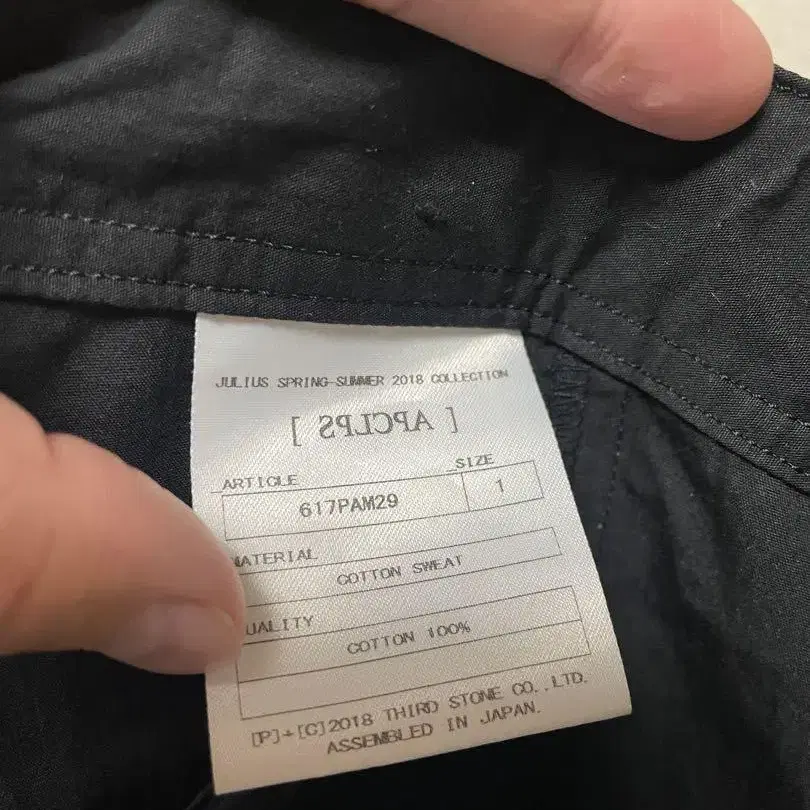 JULIUS SPRING-SUMMER 2018 COLLECTION
[ APCLPS ]
ARTICLE SIZE
617PAM29 1
MATERIAL
COTTON SWEAT
UALITY
COTTON 100%
[P]+[C]2018 THIRD STONE CO.,LTD.
ASSEMBLED IN JAPAN.